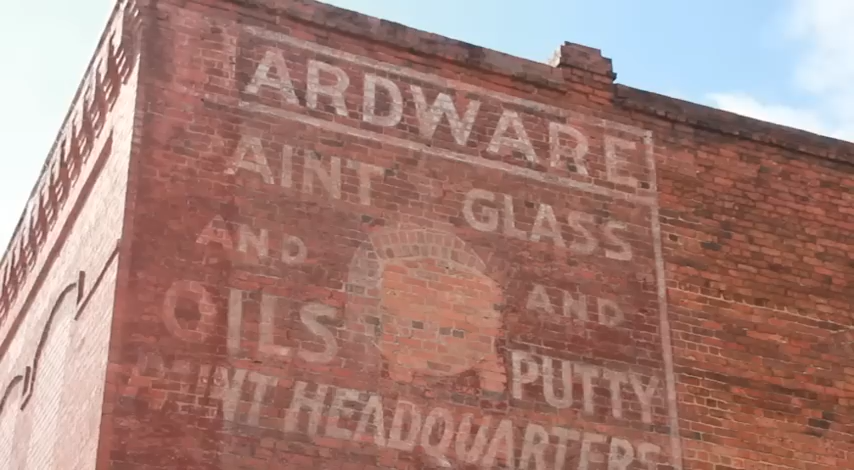 ARDWARE
AINT GLASS
AND AND
OILS PUTTY
INT HEADQUARTERS